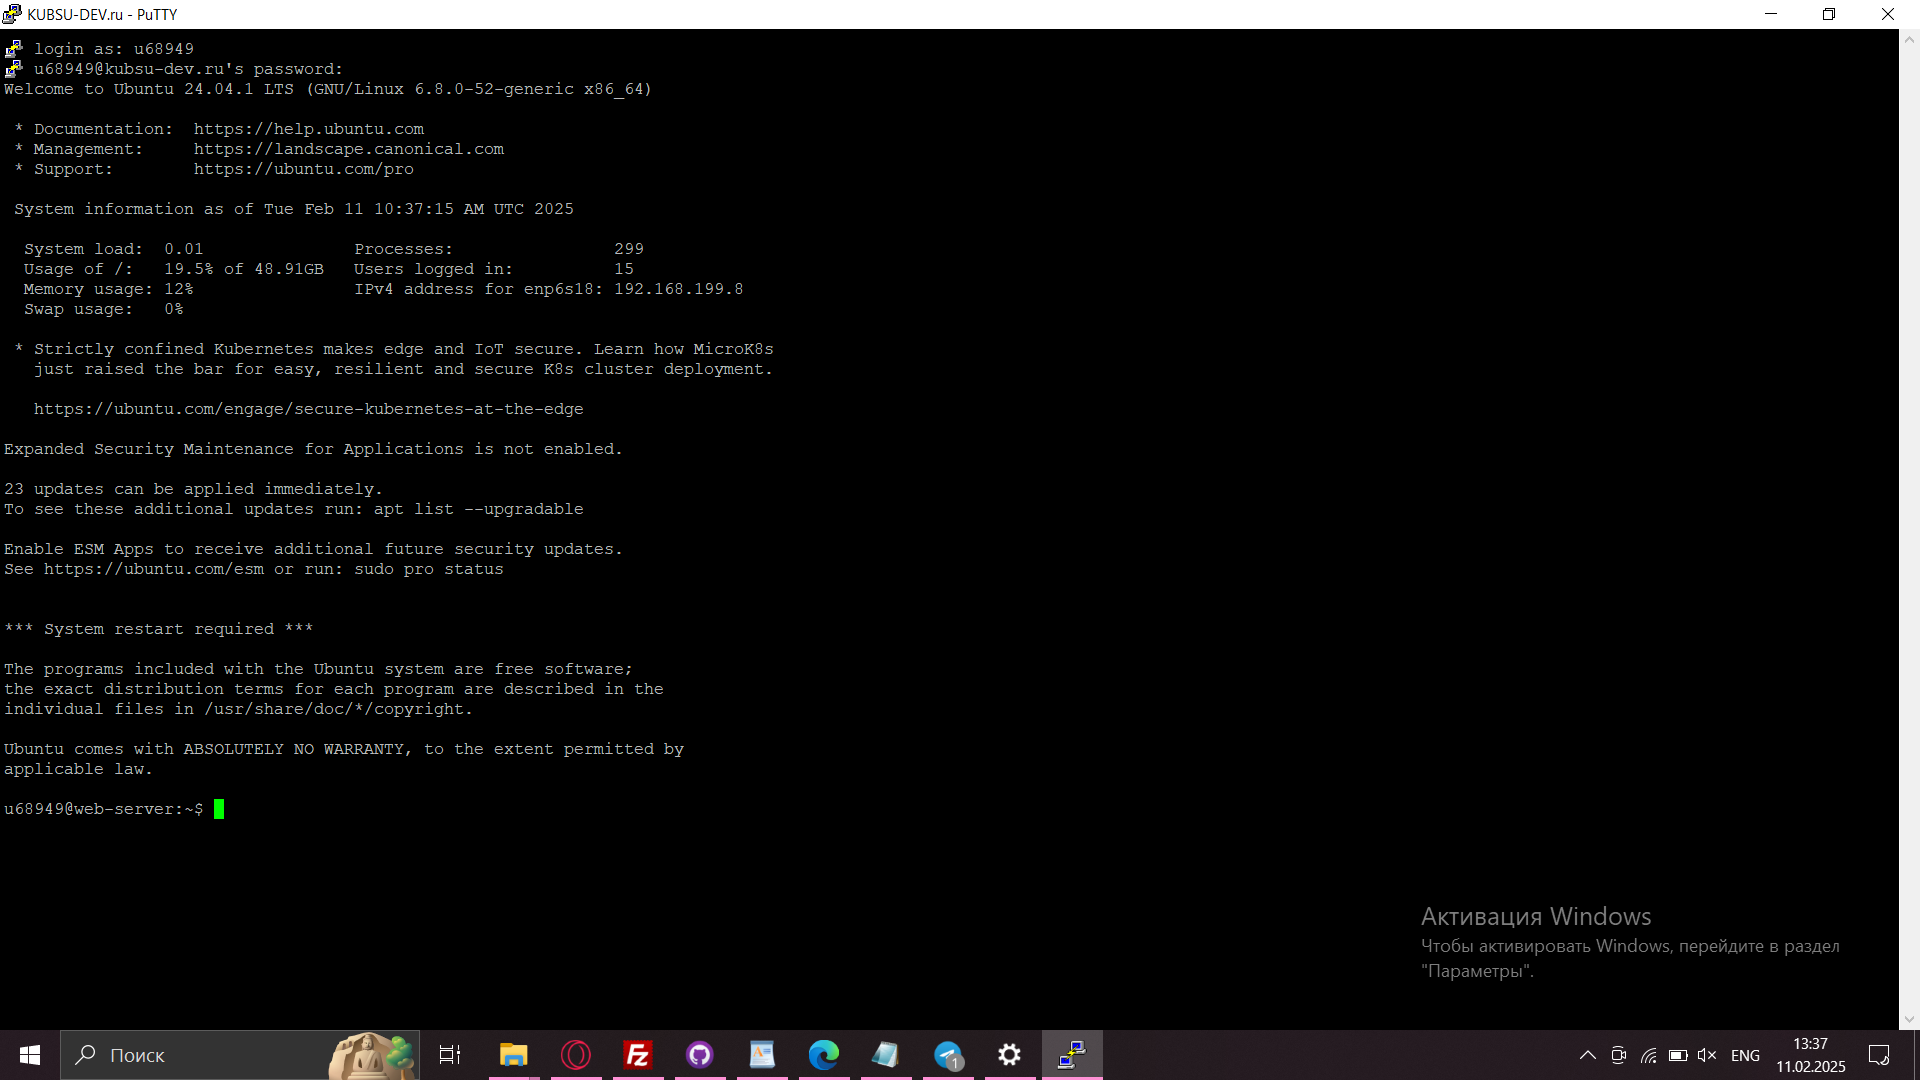 KUBSU-DEV.ru - PuTTY
login as: u68949
u68949@kubsu-dev.ru's password:
Welcome to Ubuntu 24.04.1 LTS (GNU/Linux 6.8.0-52-generic x86_64)
* Documentation:  https://help.ubuntu.com
* Management:     https://landscape.canonical.com
* Support:        https://ubuntu.com/pro
System information as of Tue Feb 11 10:37:15 AM UTC 2025
System load:  0.01               Processes:                299
Usage of /:   19.5% of 48.91GB   Users logged in:          15
Memory usage: 12%                IPv4 address for enp6s18: 192.168.199.8
Swap usage:   0%
* Strictly confined Kubernetes makes edge and IoT secure. Learn how MicroK8s
just raised the bar for easy, resilient and secure K8s cluster deployment.
https://ubuntu.com/engage/secure-kubernetes-at-the-edge
Expanded Security Maintenance for Applications is not enabled.
23 updates can be applied immediately.
To see these additional updates run: apt list --upgradable
Enable ESM Apps to receive additional future security updates.
See https://ubuntu.com/esm or run: sudo pro status
*** System restart required ***
The programs included with the Ubuntu system are free software;
the exact distribution terms for each program are described in the
individual files in /usr/share/doc/*/copyright.
Ubuntu comes with ABSOLUTELY NO WARRANTY, to the extent permitted by
applicable law.
u68949@web-server:~$
Активация Windows
Чтобы активировать Windows, перейдите в раздел
"Параметры".
Поиск
Fz
1
ENG
13:37
11.02.2025